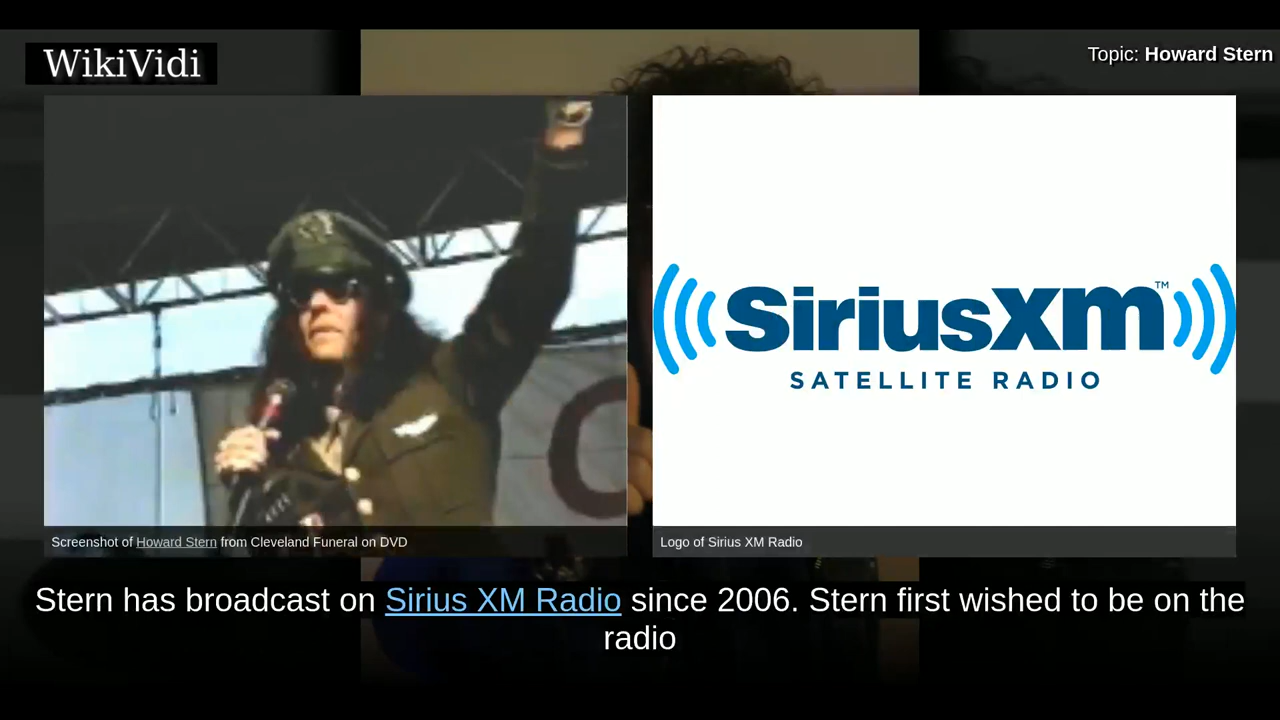 WikiVidi
Topic: Howard Stern
SiriusXm™
SATELLITE RADIO
Screenshot of Howard Stern from Cleveland Funeral on DVD
Logo of Sirius XM Radio
Stern has broadcast on Sirius XM Radio since 2006. Stern first wished to be on the
radio